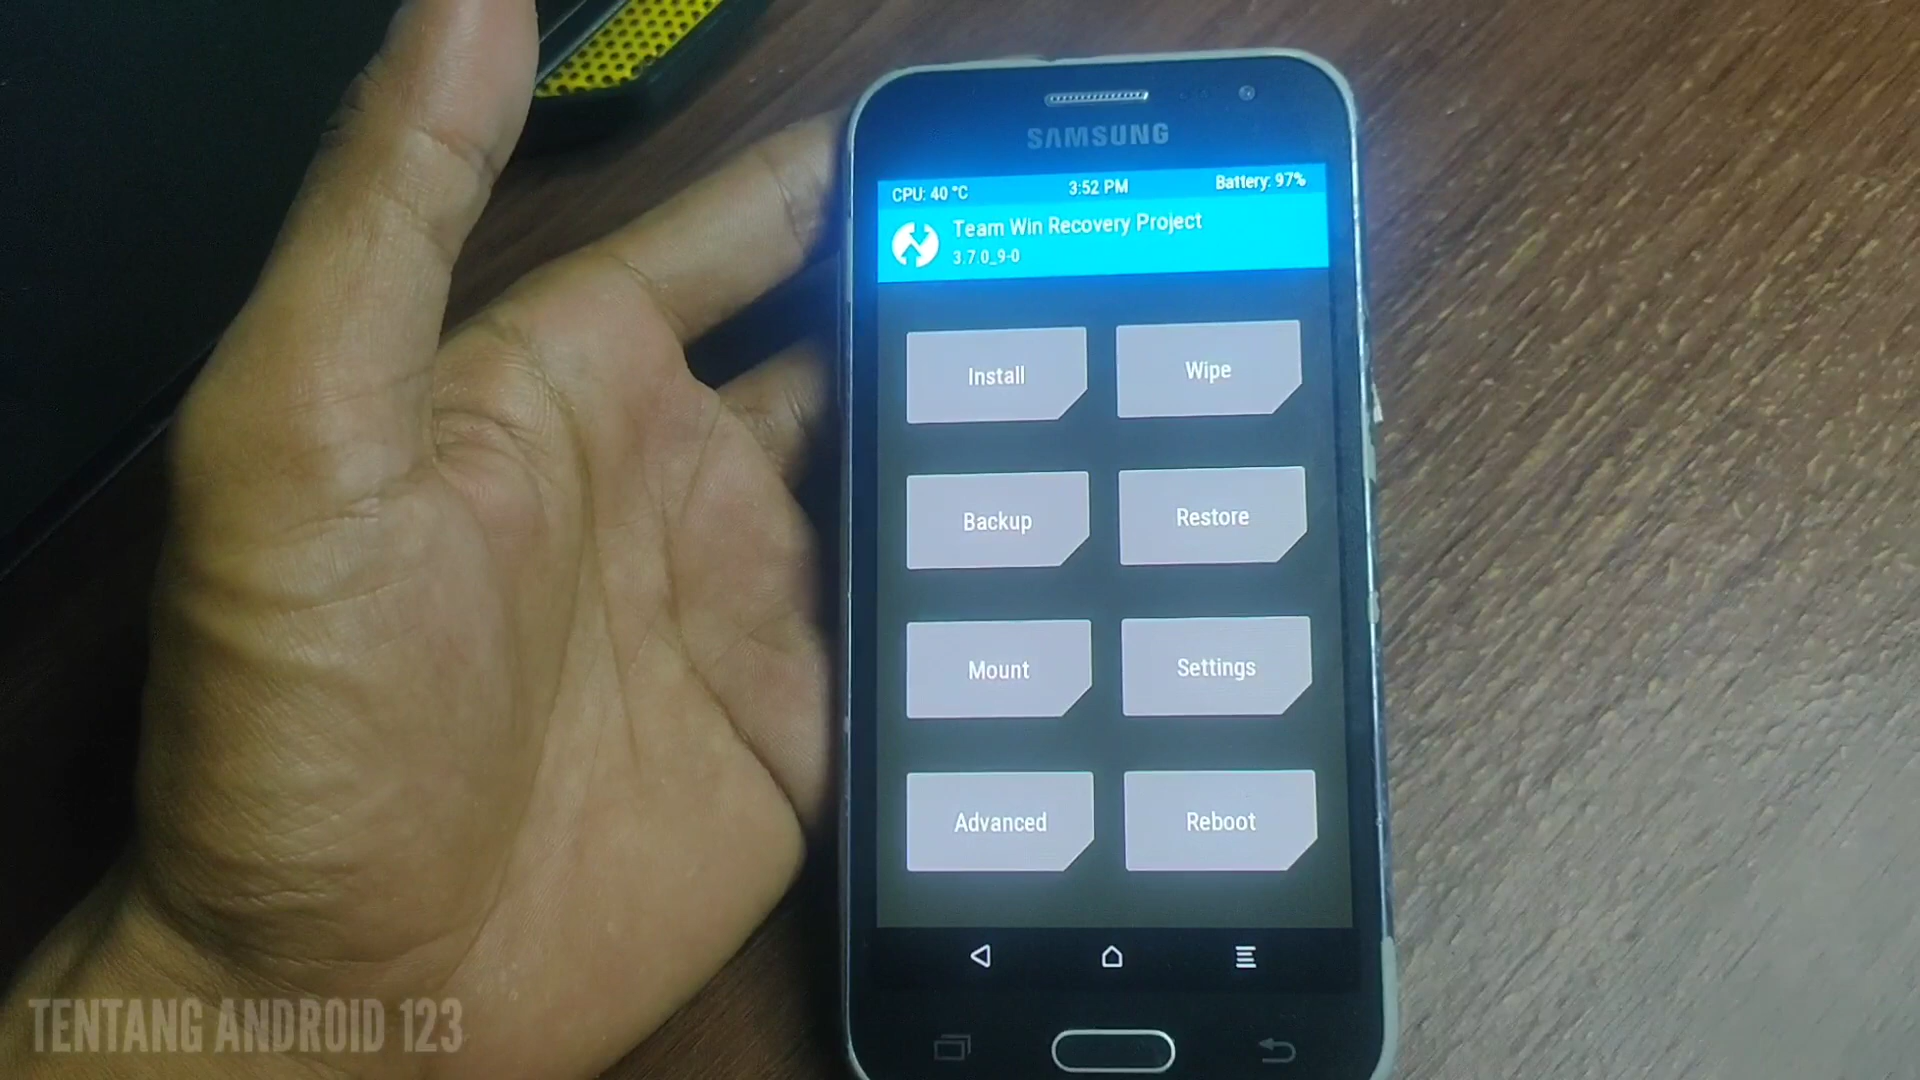 SAMSUNG
CPU: 40 °C
3:52 PM
Battery: 97%
Team Win Recovery Project
3.7.0_9-0
Install
Wipe
Backup
Restore
Mount
Settings
Advanced
Reboot
TENTANG ANDROID 123